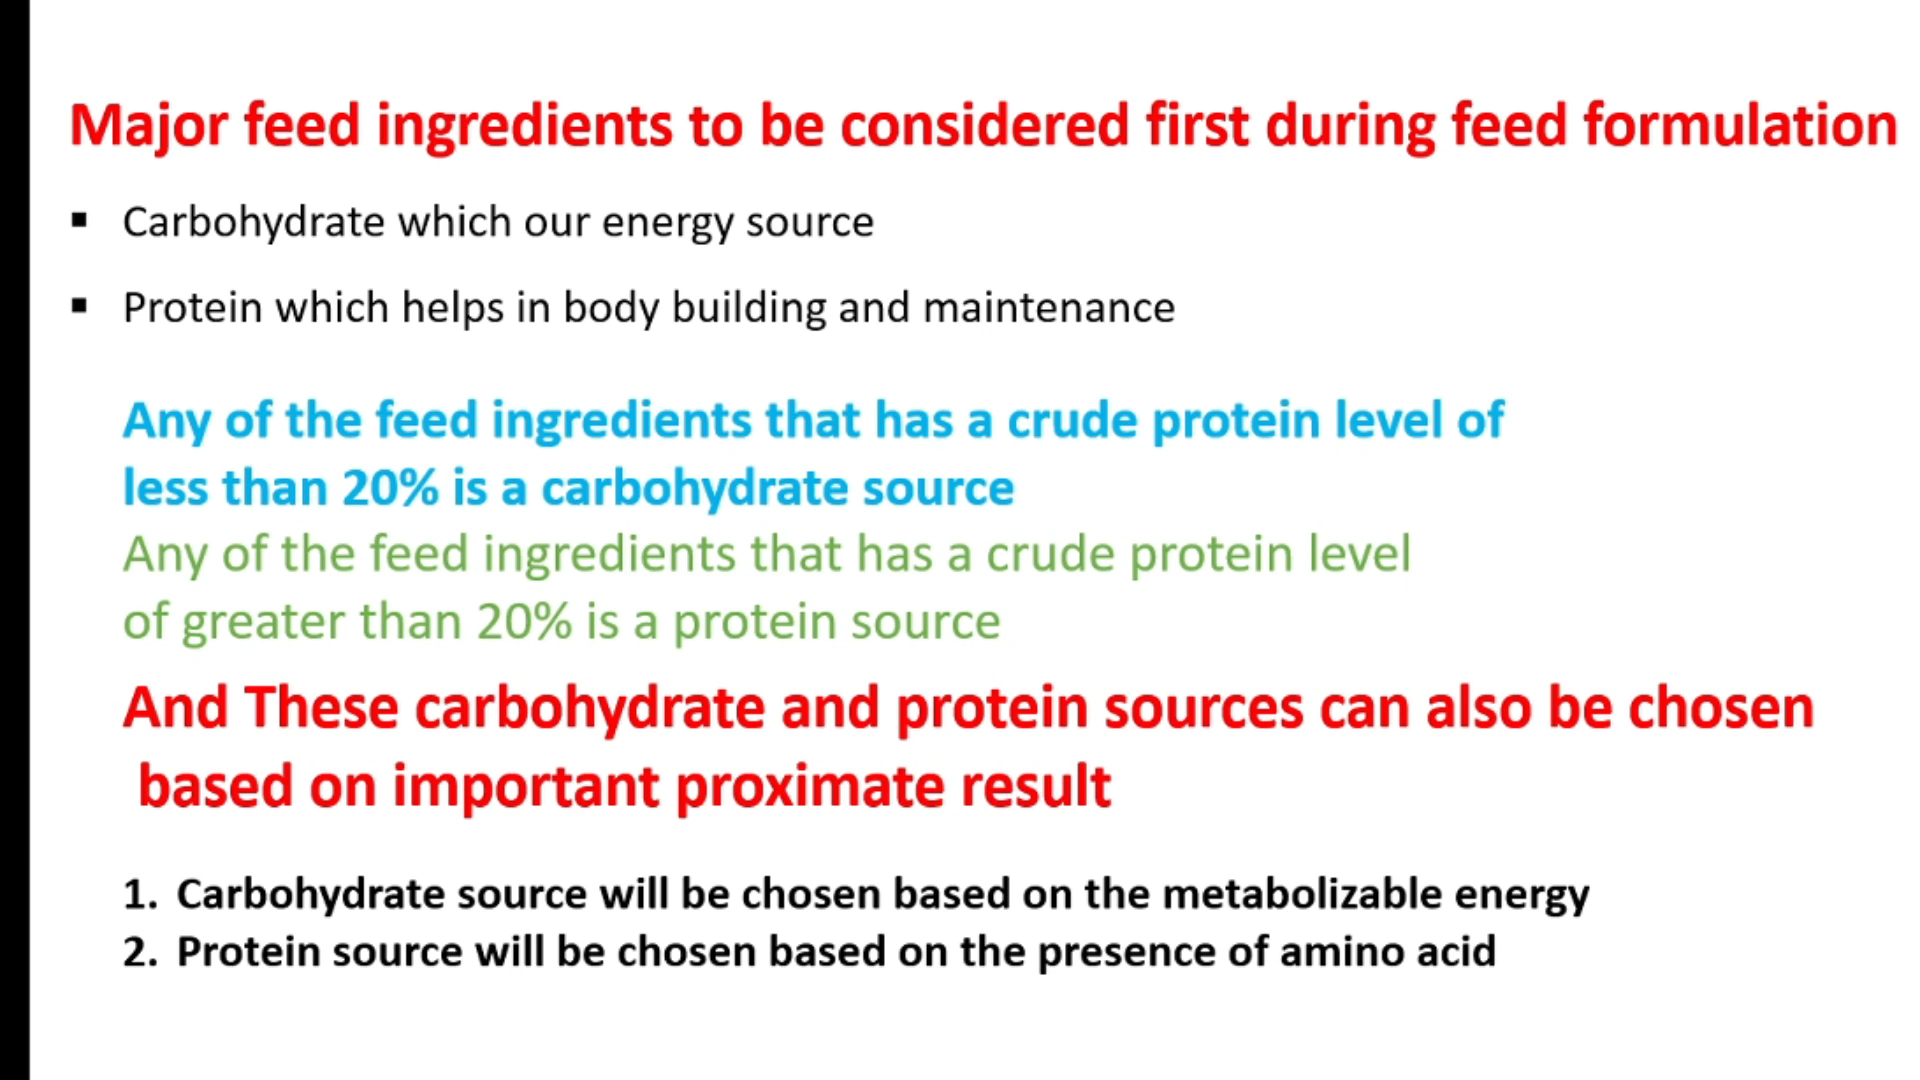 Major feed ingredients to be considered first during feed formulation
▪ Carbohydrate which our energy source
▪ Protein which helps in body building and maintenance
Any of the feed ingredients that has a crude protein level of
less than 20% is a carbohydrate source
Any of the feed ingredients that has a crude protein level
of greater than 20% is a protein source
And These carbohydrate and protein sources can also be chosen
based on important proximate result
1. Carbohydrate source will be chosen based on the metabolizable energy
2. Protein source will be chosen based on the presence of amino acid